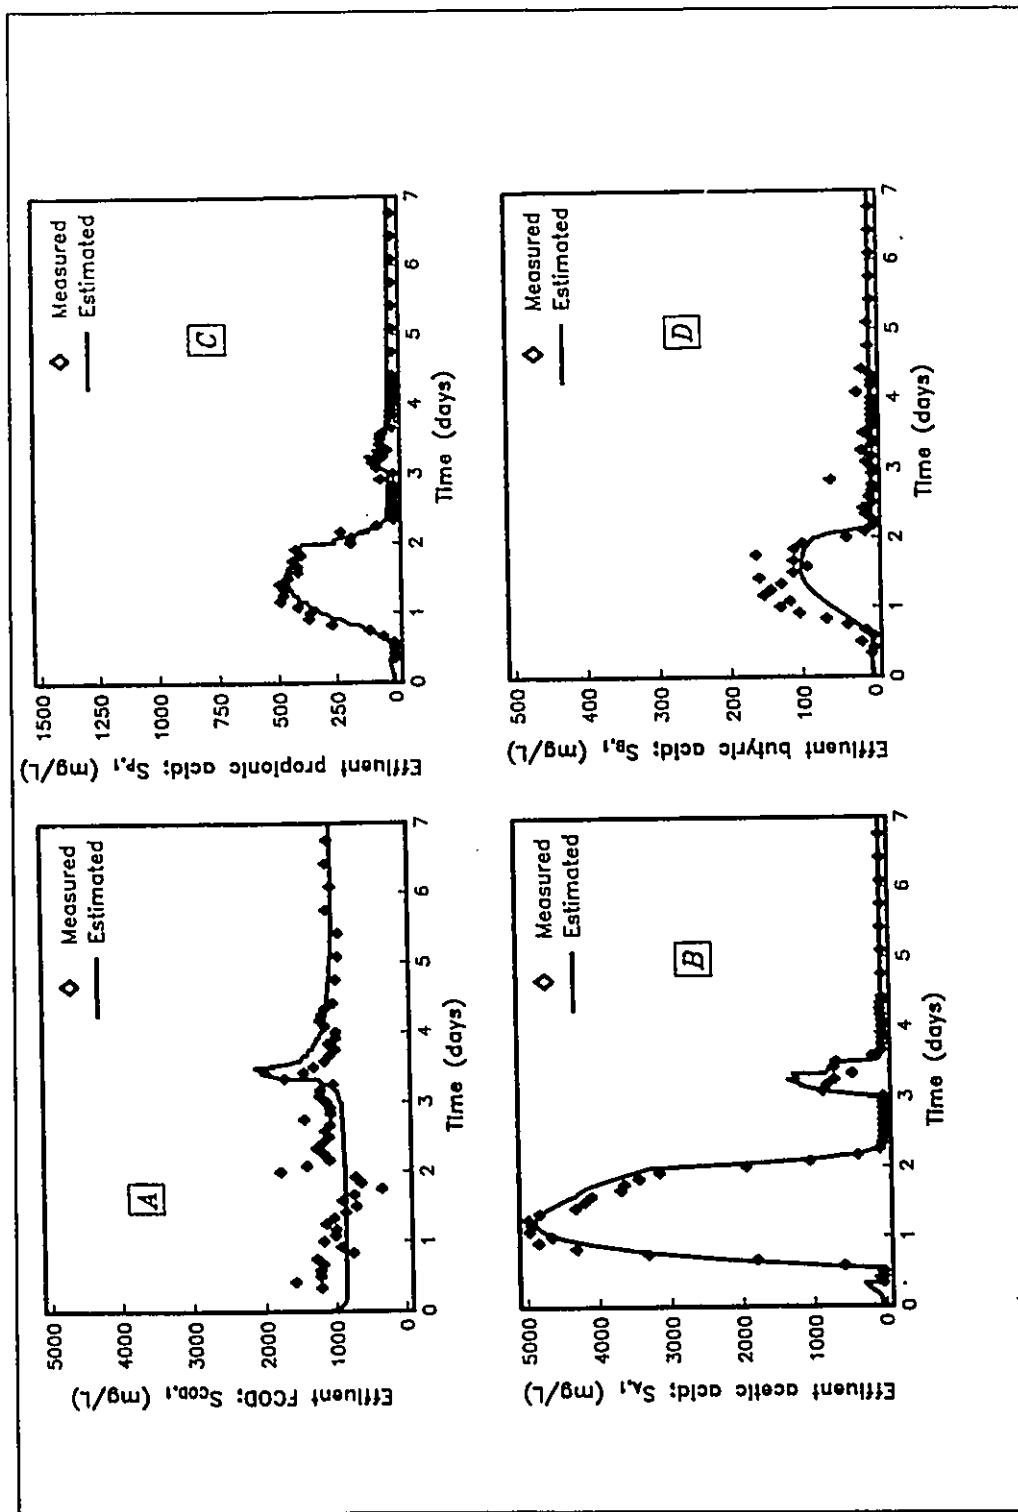 Effluent FCOD; S_COD,1 (mg/L)
5000
4000
3000
2000
1000
0
Measured
Estimated
A
0 1 2 3 4 5 6 7
Time (days)
Effluent propionic acid; S_P,1 (mg/L)
1500
1250
1000
750
500
250
0
Measured
Estimated
C
0 1 2 3 4 5 6 7
Time (days)
Effluent acetic acid; S_A,1 (mg/L)
5000
4000
3000
2000
1000
0
Measured
Estimated
B
0 1 2 3 4 5 6 7
Time (days)
Effluent butyric acid; S_B,1 (mg/L)
500
400
300
200
100
0
Measured
Estimated
D
0 1 2 3 4 5 6 7
Time (days)